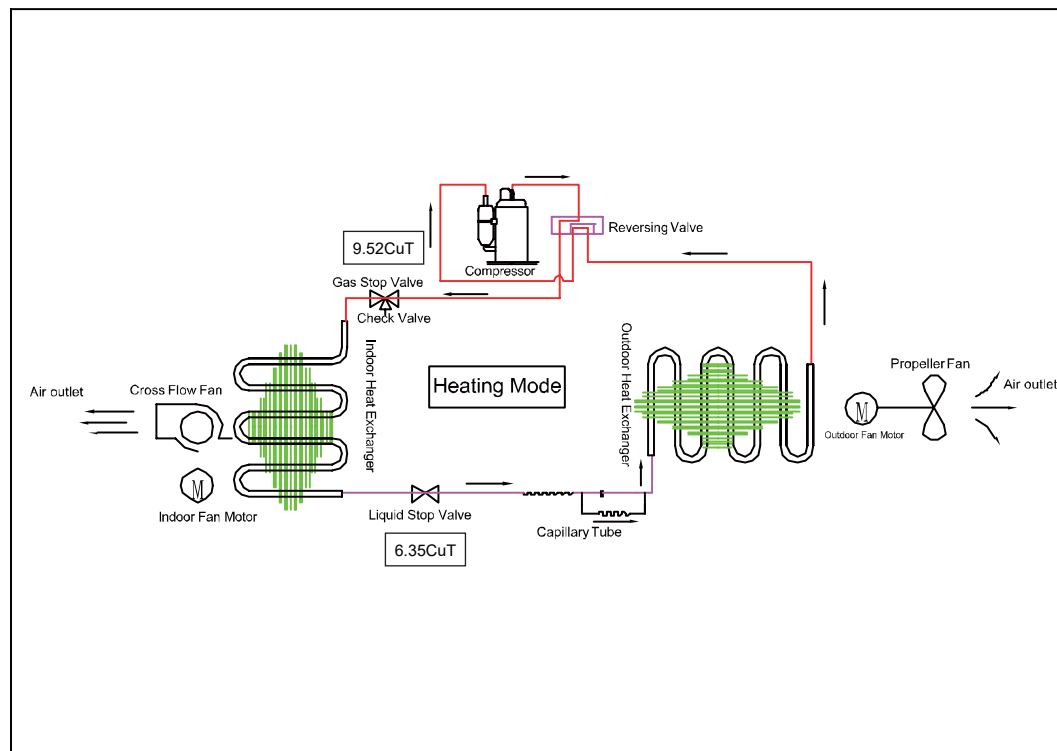 Reversing Valve
9.52CuT
Compressor
Gas Stop Valve
Check Valve
Indoor Heat Exchanger
Outdoor Heat Exchanger
Heating Mode
Propeller Fan
Air outlet
Cross Flow Fan
Air outlet
M
Outdoor Fan Motor
M
Indoor Fan Motor
Liquid Stop Valve
Capillary Tube
6.35CuT